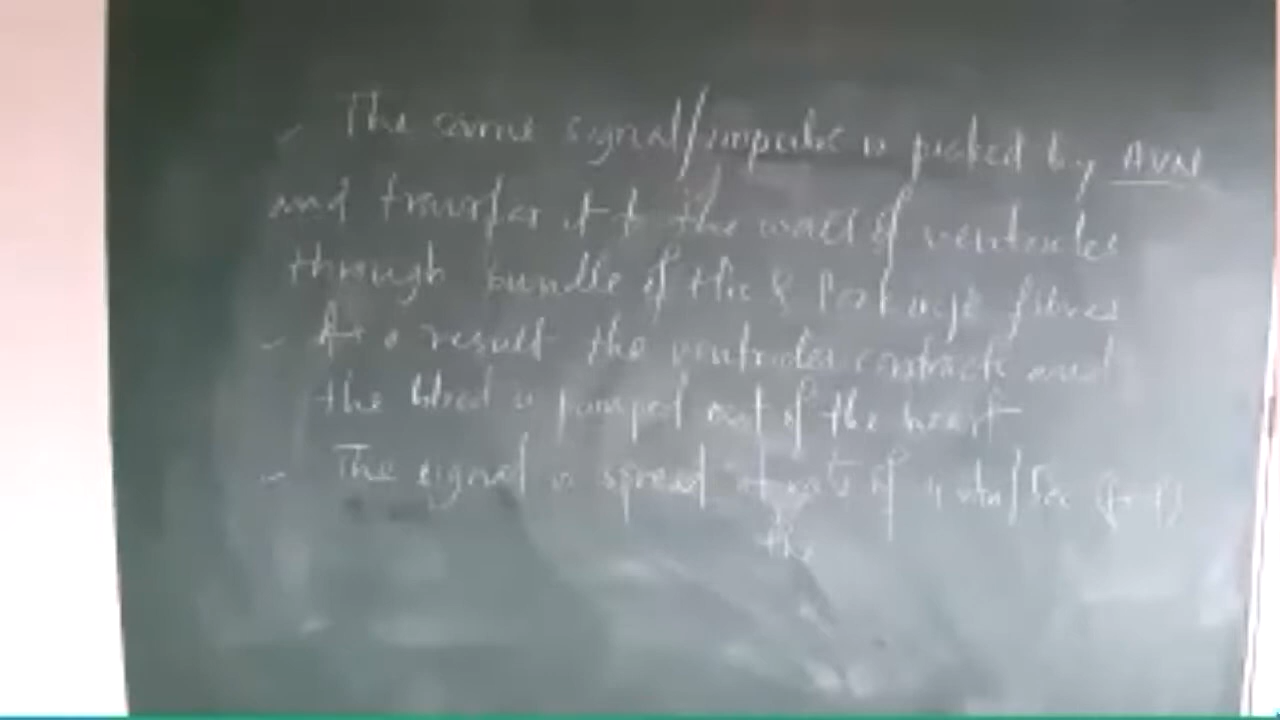 The same signal/impulse is picked by AVN
and transfer it to the wall of ventricles
through bundle of His & Purkinje fibres
As a result the ventricles contracts and
the blood is pumped out of the heart
The signal is spread at rate of 4 /sec
the